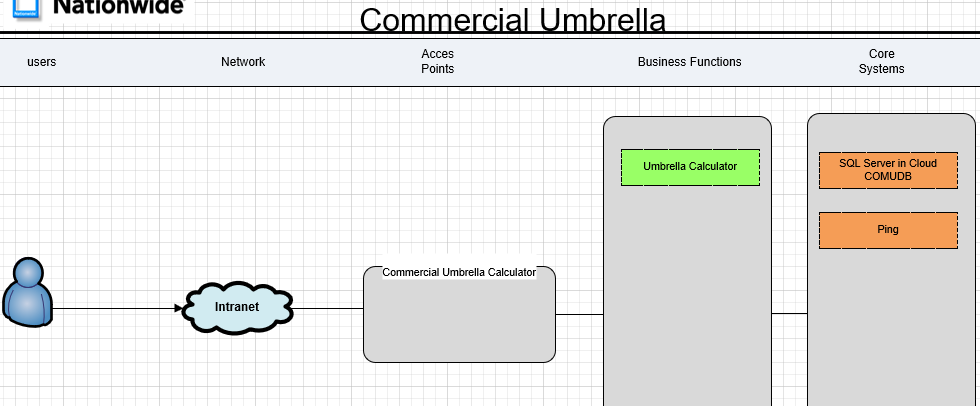 Nationwide
Commercial Umbrella
users
Network
Acces
Points
Business Functions
Core
Systems
Umbrella Calculator
SQL Server in Cloud
COMUDB
Ping
Commercial Umbrella Calculator
Intranet